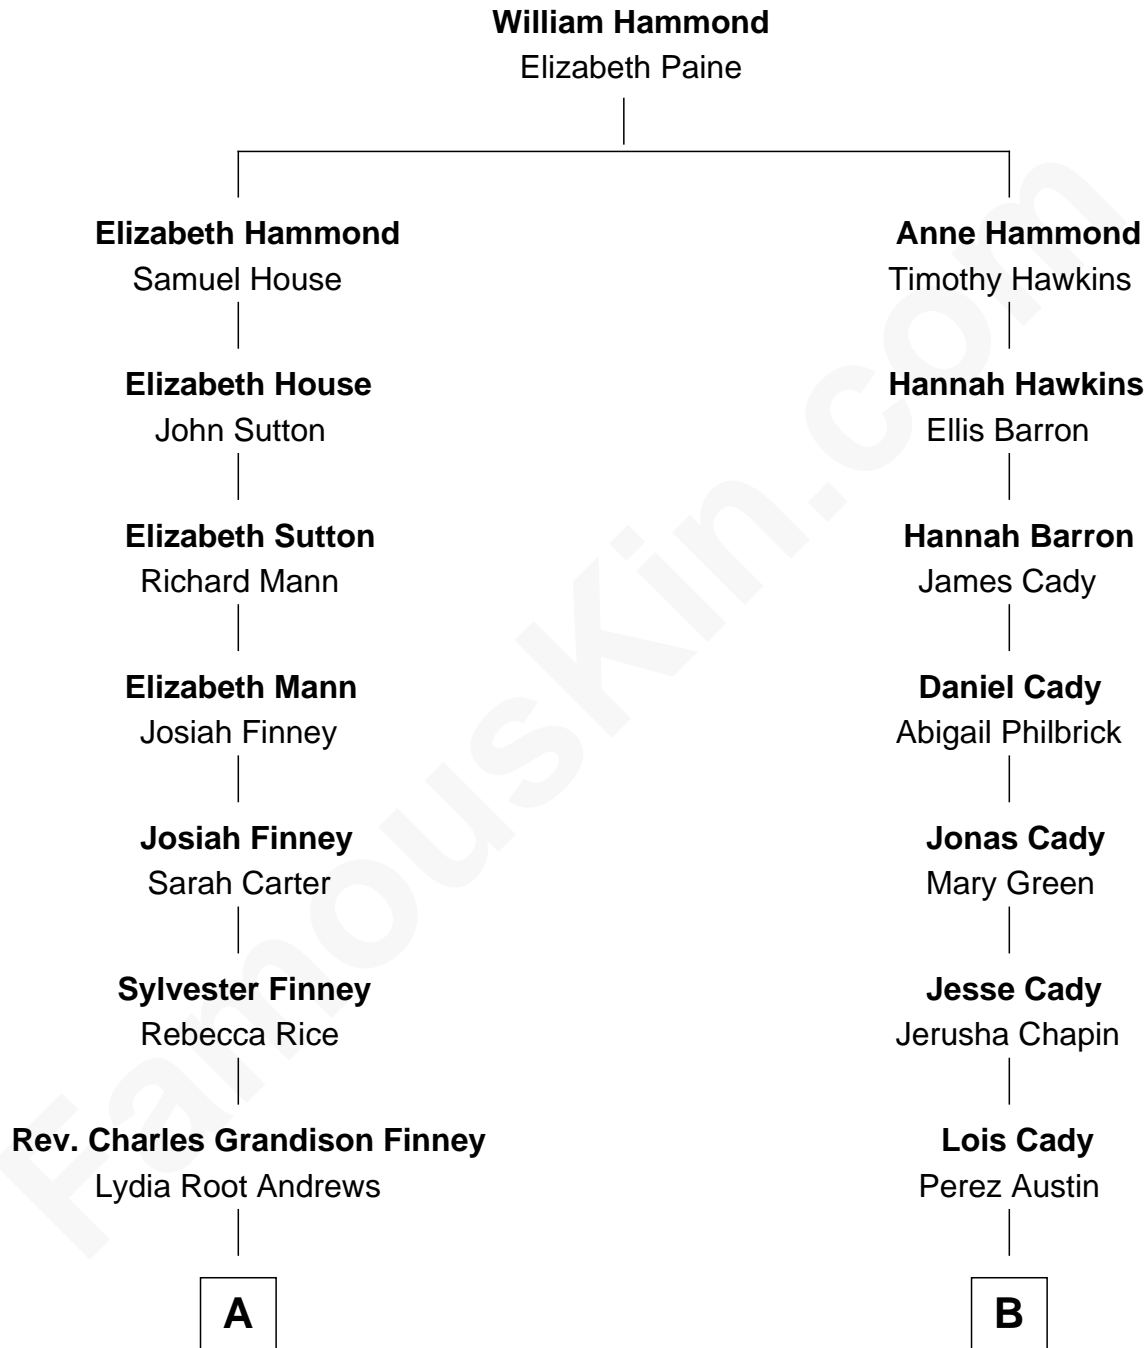 William Hammond
Elizabeth Paine
Elizabeth Hammond
Samuel House
Anne Hammond
Timothy Hawkins
Elizabeth House
John Sutton
Hannah Hawkins
Ellis Barron
Elizabeth Sutton
Richard Mann
Hannah Barron
James Cady
Elizabeth Mann
Josiah Finney
Daniel Cady
Abigail Philbrick
Josiah Finney
Sarah Carter
Jonas Cady
Mary Green
Sylvester Finney
Rebecca Rice
Jesse Cady
Jerusha Chapin
Rev. Charles Grandison Finney
Lydia Root Andrews
Lois Cady
Perez Austin
A
B
FamousKin.com